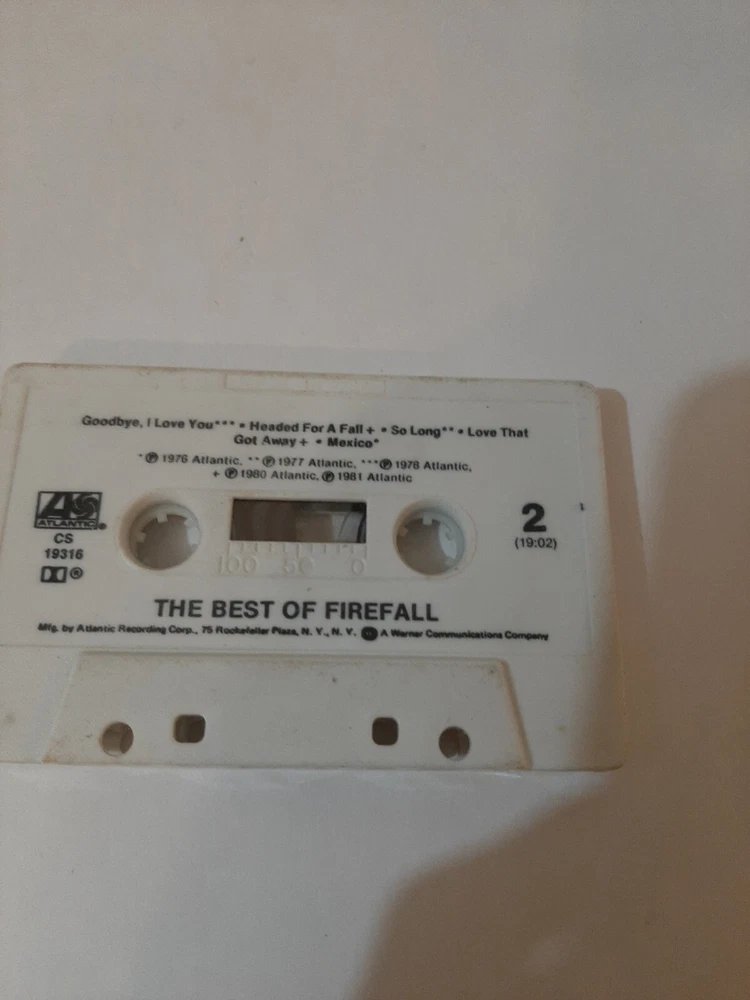 Goodbye, I Love You*** • Headed For A Fall + • So Long** • Love That
Got Away + • Mexico*
*Ⓟ 1976 Atlantic, **Ⓟ 1977 Atlantic, ***Ⓟ 1978 Atlantic,
+ Ⓟ 1980 Atlantic, Ⓟ 1981 Atlantic
ATLANTIC®
CS
19316
®
100 50 0
2
(19:02)
THE BEST OF FIREFALL
Mfg. by Atlantic Recording Corp., 75 Rockefeller Plaza, N. Y., N. Y. A Warner Communications Company